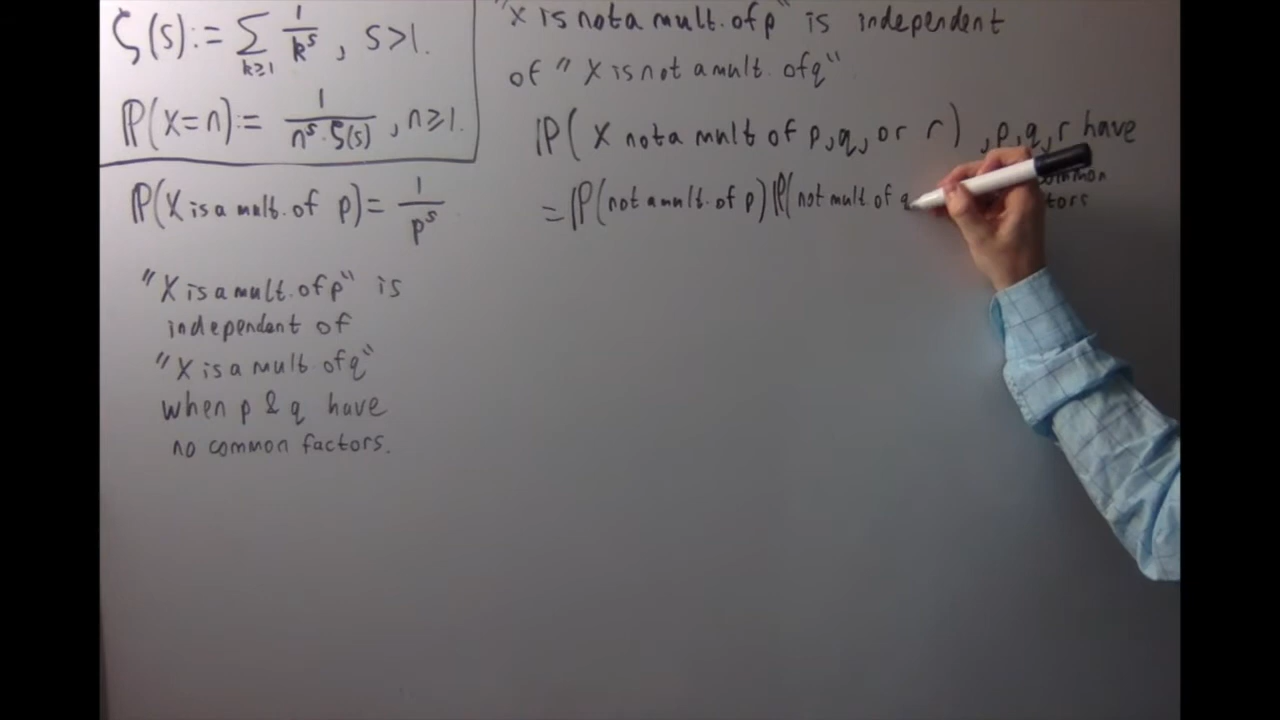 ζ(s) := ∑ 1/k^s , s>1.
k≥1
ℙ(X=n) := 1/(n^s · ζ(s)) , n≥1.
ℙ(X is a mult. of p) = 1/p^s
"X is a mult. of p" is
independent of
"X is a mult. of q"
when p & q have
no common factors.
"X is not a mult. of p" is independent
of "X is not a mult. of q"
ℙ( X not a mult of p, q, or r ) , p, q, r have
= ℙ(not a mult. of p) ℙ(not mult. of q